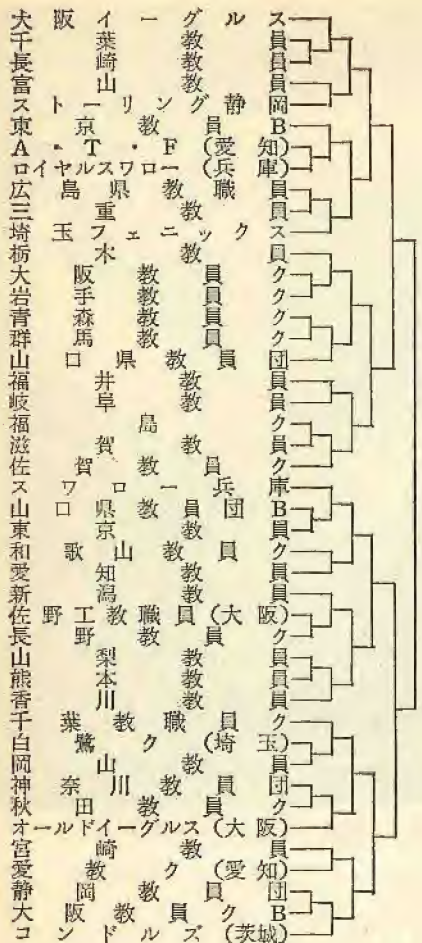 大阪イーグルス
千葉教員
長崎教員
富山教員
ストーリング静岡
東京教員B
A・T・F(愛知)
ロイヤルスワロー(兵庫)
広島県教職員
三重教員
埼玉フェニックス
栃木教員
大阪教員ク
岩手教員ク
青森教員ク
群馬教員ク
山口県教員団
福井教員
岐阜教員
福島ク
滋賀教員
佐賀教員ク
スワロー兵庫
山口県教員団B
東京教員
和歌山教員ク
愛知教員
新潟教員
佐野工教職員(大阪)
長野教員ク
山梨教員
熊本教員
香川教員
千葉教職員ク
白鷺ク(埼玉)
岡山教員
神奈川教員団
秋田教員ク
オールドイーグルス(大阪)
宮崎教員
愛教ク(愛知)
静岡教員団
大阪教員クB
コンドルズ(茨城)